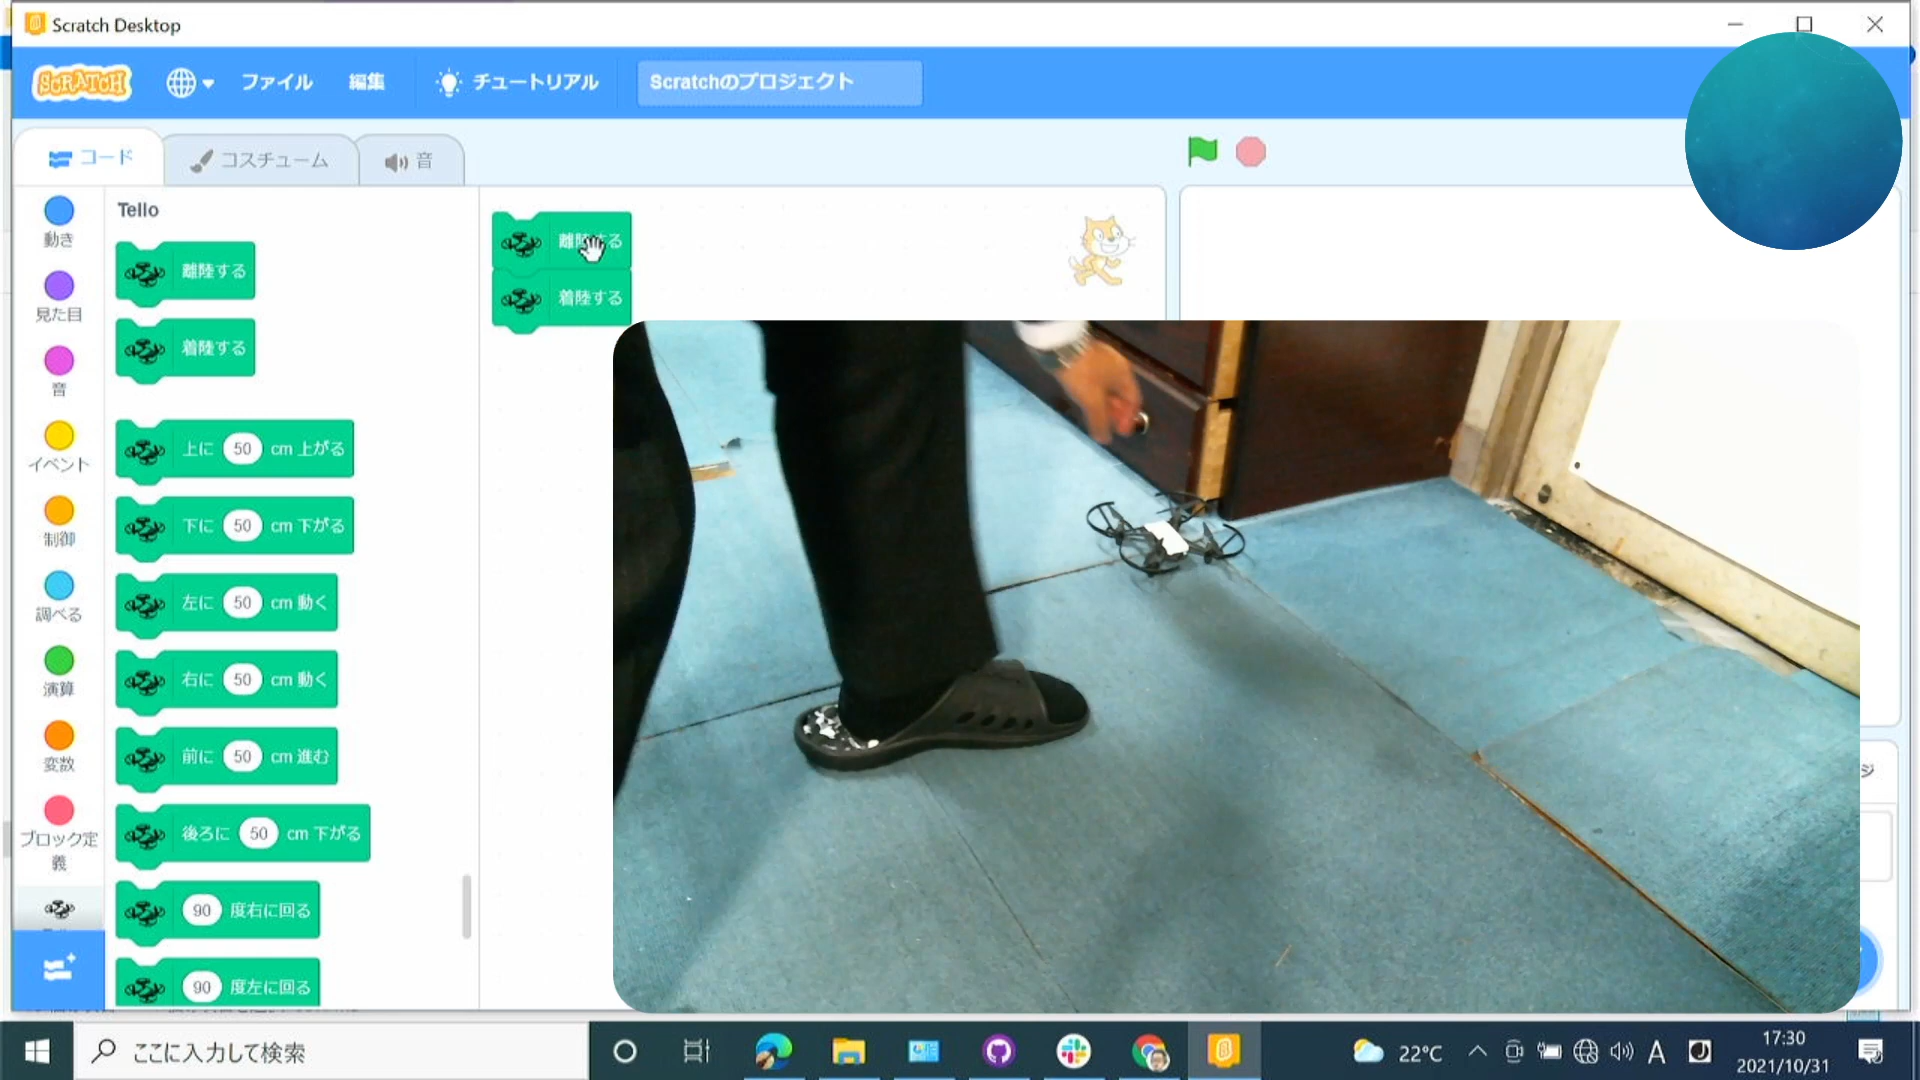 Scratch Desktop
SCRATCH
ファイル
編集
チュートリアル
Scratchのプロジェクト
コード
コスチューム
音
動き
見た目
音
イベント
制御
調べる
演算
変数
ブロック定
義
Tello
離陸する
着陸する
上に 50 cm 上がる
下に 50 cm 下がる
左に 50 cm 動く
右に 50 cm 動く
前に 50 cm 進む
後ろに 50 cm 下がる
90 度右に回る
90 度左に回る
離陸する
着陸する
ジ
ここに入力して検索
22°C
A
17:30
2021/10/31